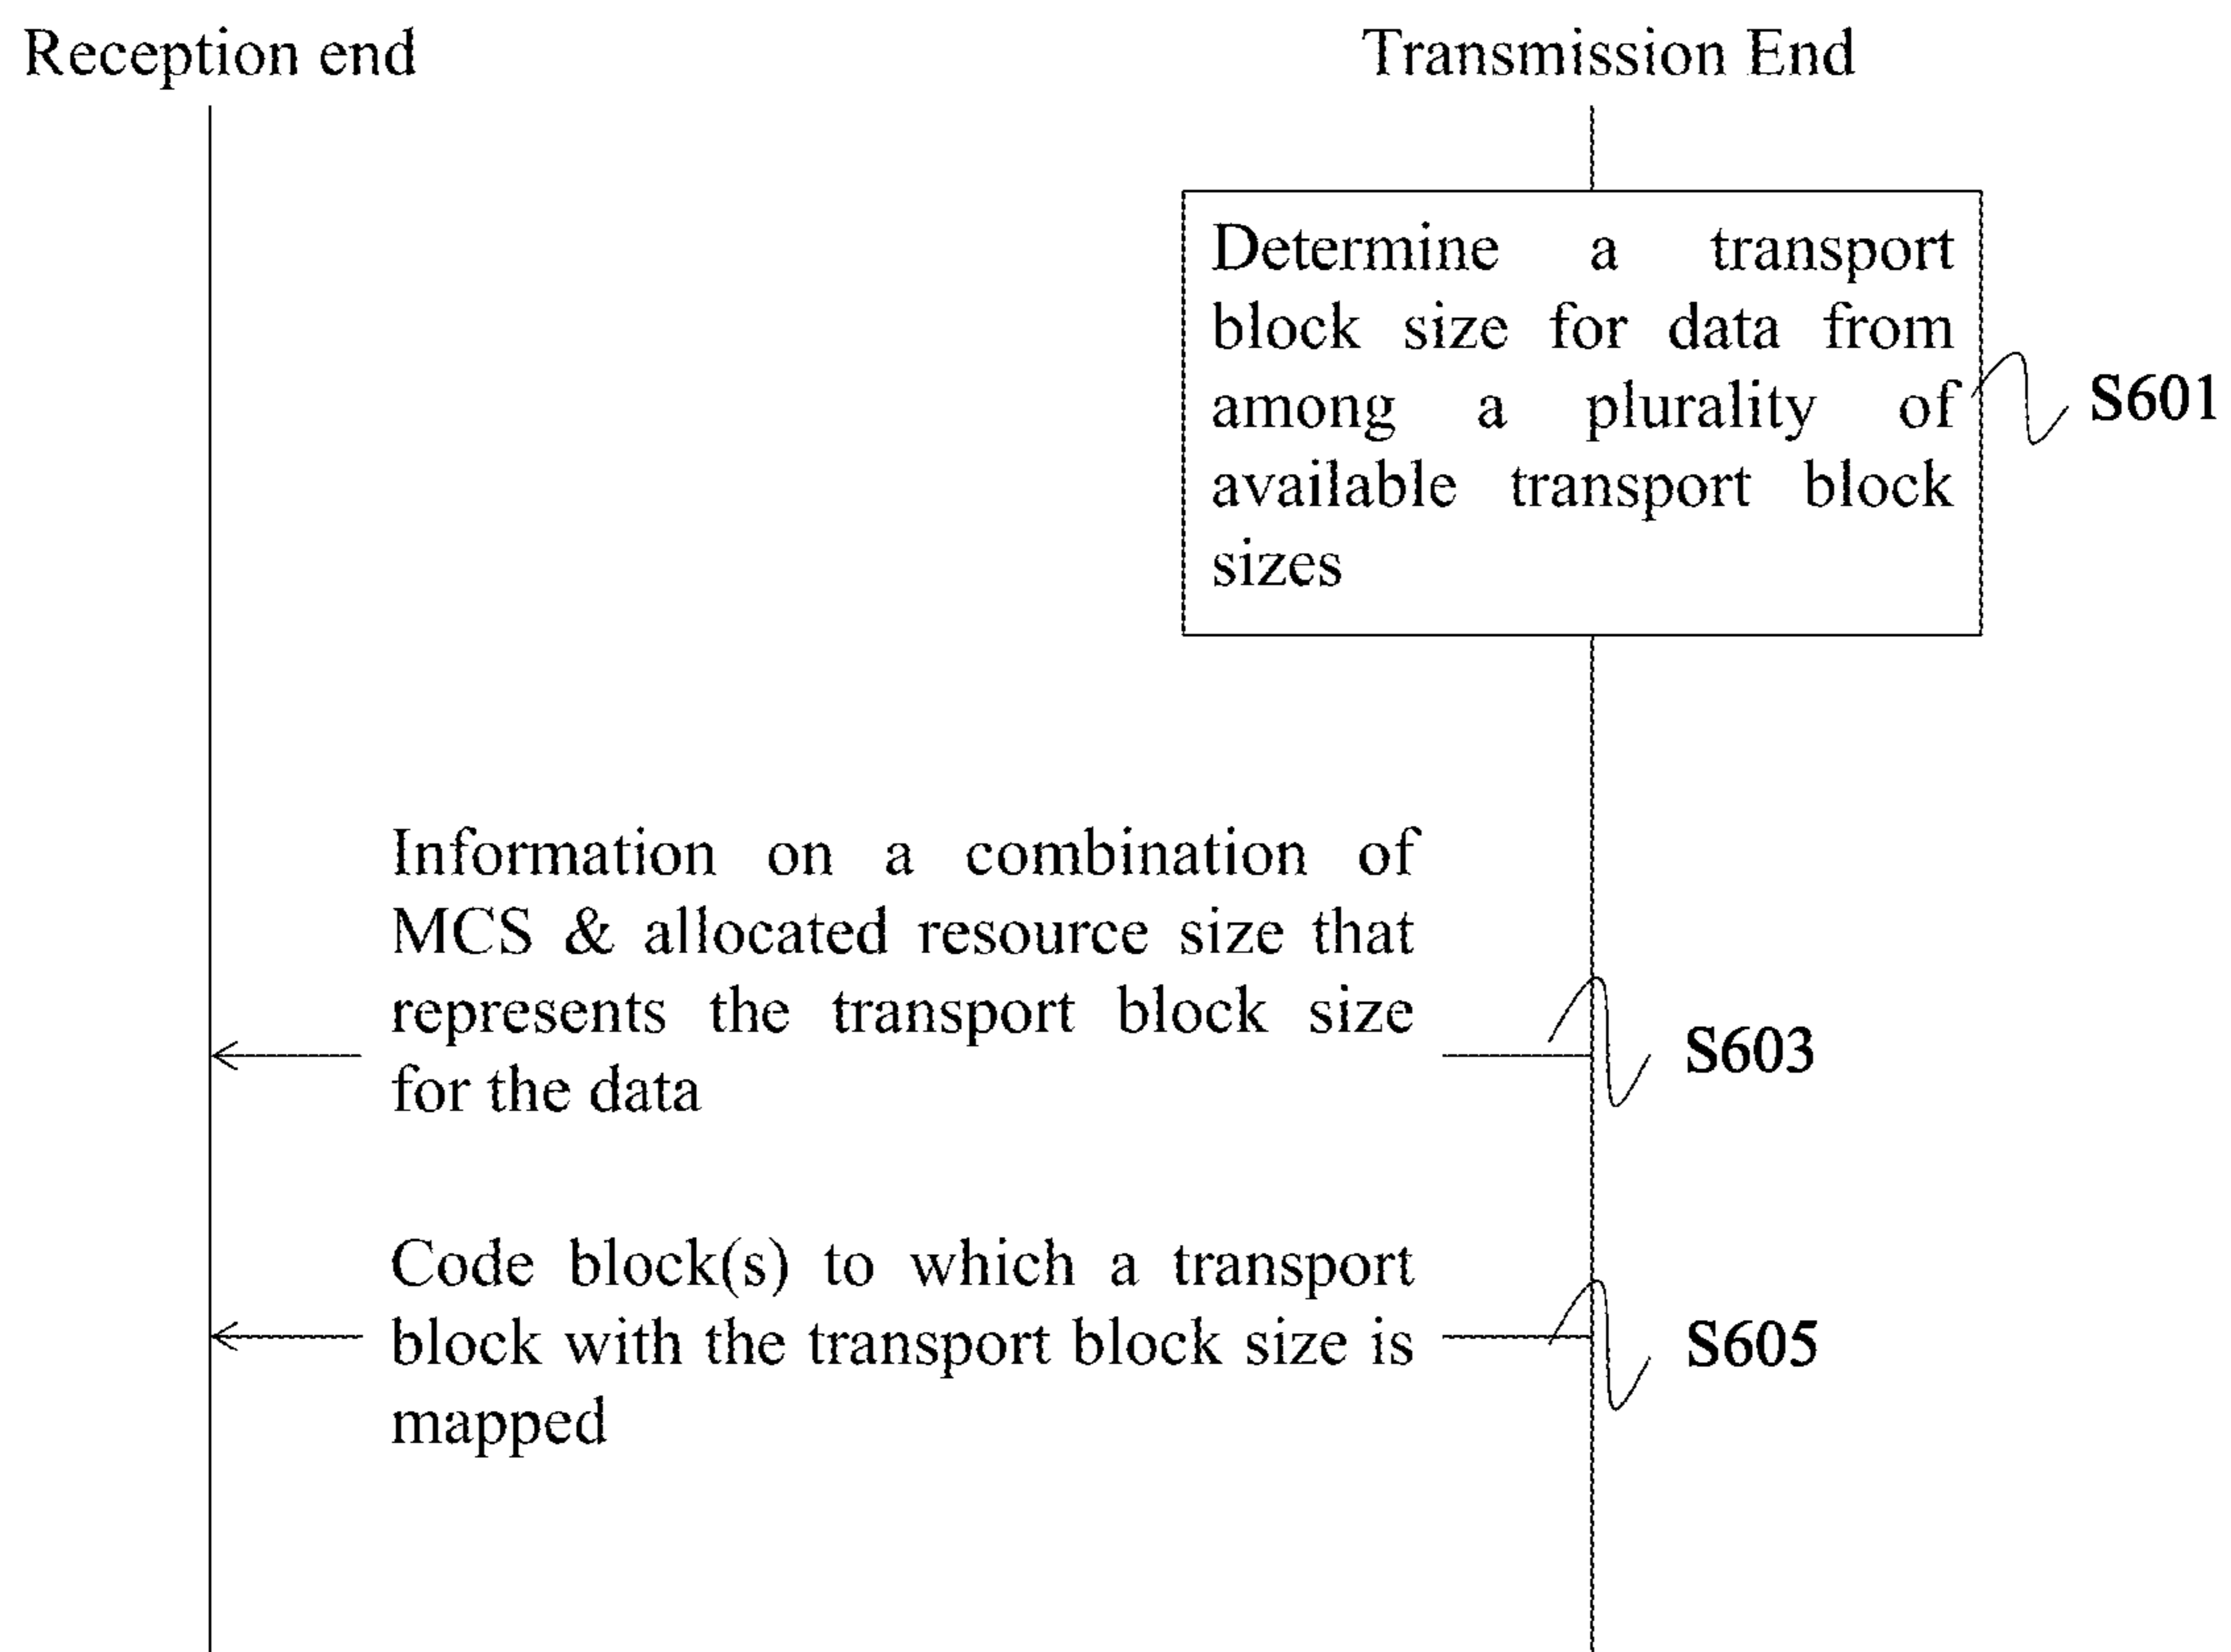 Reception end
Transmission End
Determine a transport
block size for data from
among a plurality of
available transport block
sizes
S601
Information on a combination of
MCS & allocated resource size that
represents the transport block size
for the data
S603
Code block(s) to which a transport
block with the transport block size is
mapped
S605